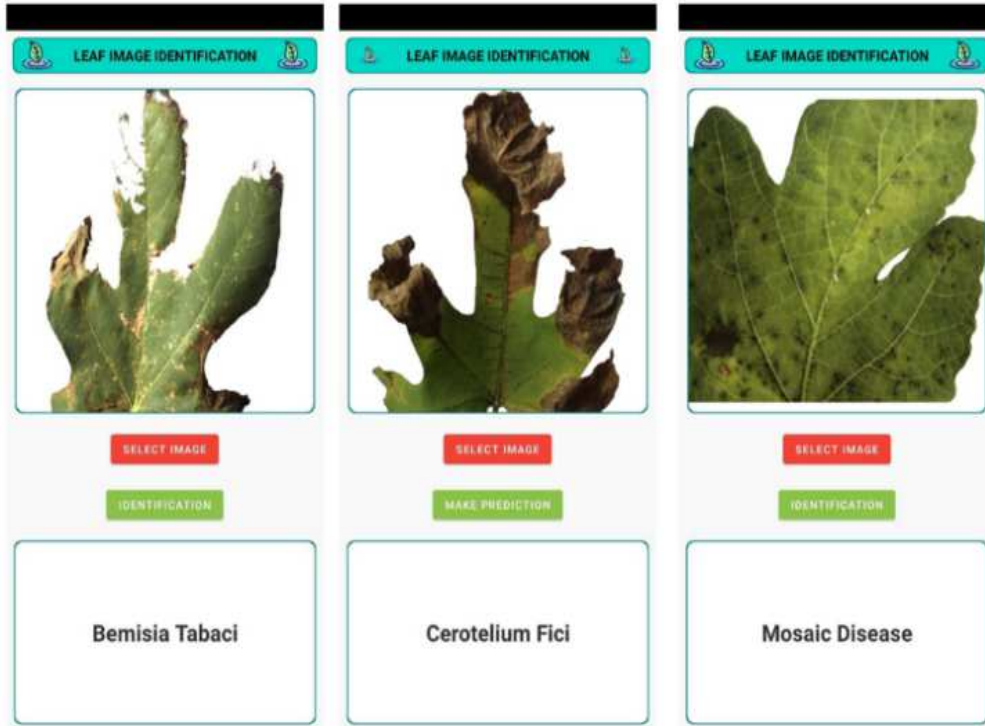 LEAF IMAGE IDENTIFICATION
SELECT IMAGE
IDENTIFICATION
Bemisia Tabaci
LEAF IMAGE IDENTIFICATION
SELECT IMAGE
MAKE PREDICTION
Cerotelium Fici
LEAF IMAGE IDENTIFICATION
SELECT IMAGE
IDENTIFICATION
Mosaic Disease